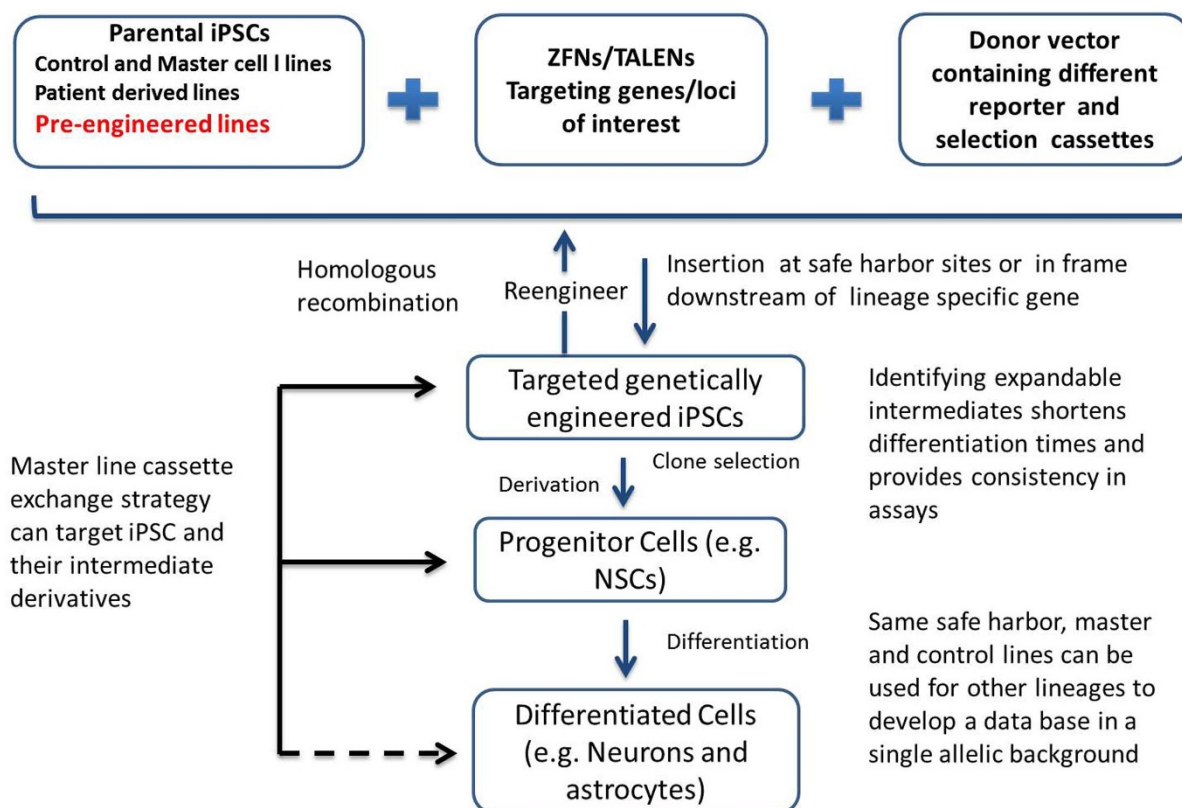 Parental iPSCs
Control and Master cell l lines
Patient derived lines
Pre-engineered lines
ZFNs/TALENs
Targeting genes/loci
of interest
Donor vector
containing different
reporter and
selection cassettes
Homologous
recombination
Reengineer
Insertion at safe harbor sites or in frame
downstream of lineage specific gene
Targeted genetically
engineered iPSCs
Identifying expandable
intermediates shortens
differentiation times and
provides consistency in
assays
Master line cassette
exchange strategy
can target iPSC and
their intermediate
derivatives
Clone selection
Derivation
Progenitor Cells (e.g.
NSCs)
Differentiation
Same safe harbor, master
and control lines can be
used for other lineages to
develop a data base in a
single allelic background
Differentiated Cells
(e.g. Neurons and
astrocytes)